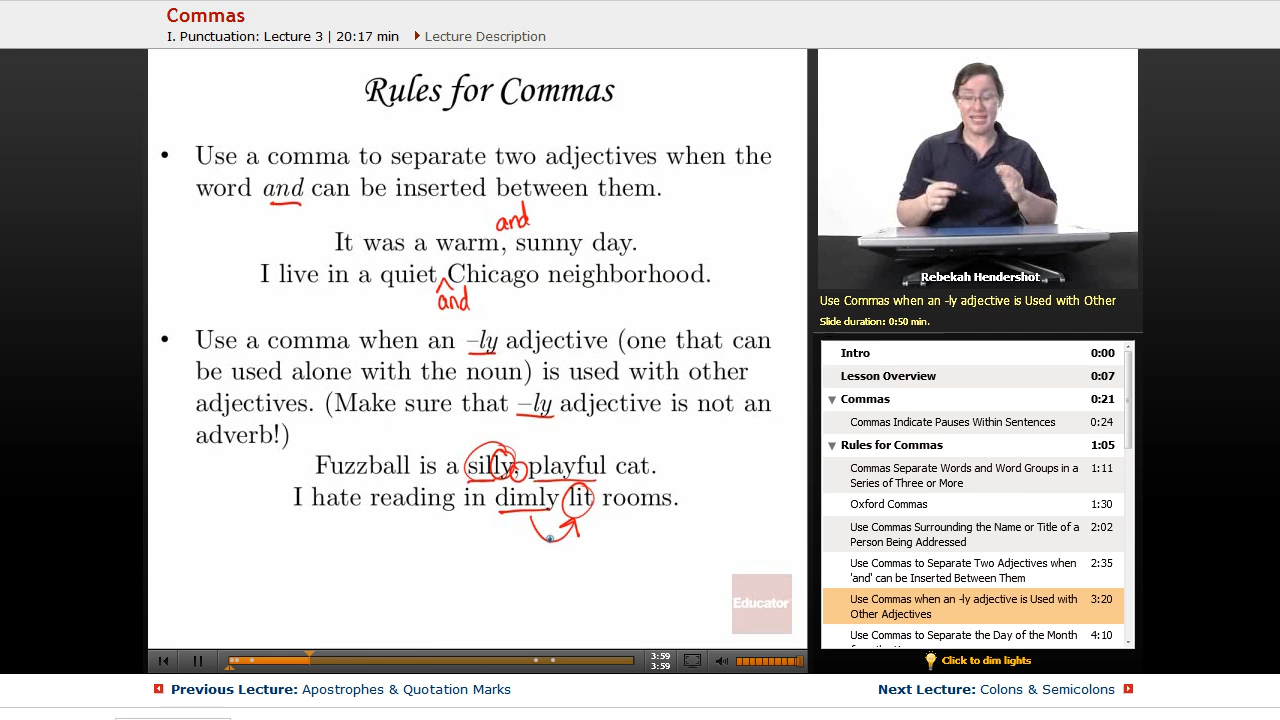 Commas
I. Punctuation: Lecture 3 | 20:17 min
Lecture Description
Rules for Commas
• Use a comma to separate two adjectives when the
word and can be inserted between them.
and
It was a warm, sunny day.
I live in a quiet Chicago neighborhood.
and
• Use a comma when an –ly adjective (one that can
be used alone with the noun) is used with other
adjectives. (Make sure that –ly adjective is not an
adverb!)
Fuzzball is a silly, playful cat.
I hate reading in dimly lit rooms.
Educator
3:59
3:59
Rebekah Hendershot
Use Commas when an -ly adjective is Used with Other
Slide duration: 0:50 min.
Intro 0:00
Lesson Overview 0:07
Commas 0:21
Commas Indicate Pauses Within Sentences 0:24
Rules for Commas 1:05
Commas Separate Words and Word Groups in a 1:11
Series of Three or More
Oxford Commas 1:30
Use Commas Surrounding the Name or Title of a 2:02
Person Being Addressed
Use Commas to Separate Two Adjectives when 2:35
'and' can be Inserted Between Them
Use Commas when an -ly adjective is Used with 3:20
Other Adjectives
Use Commas to Separate the Day of the Month 4:10
Click to dim lights
Previous Lecture: Apostrophes & Quotation Marks
Next Lecture: Colons & Semicolons